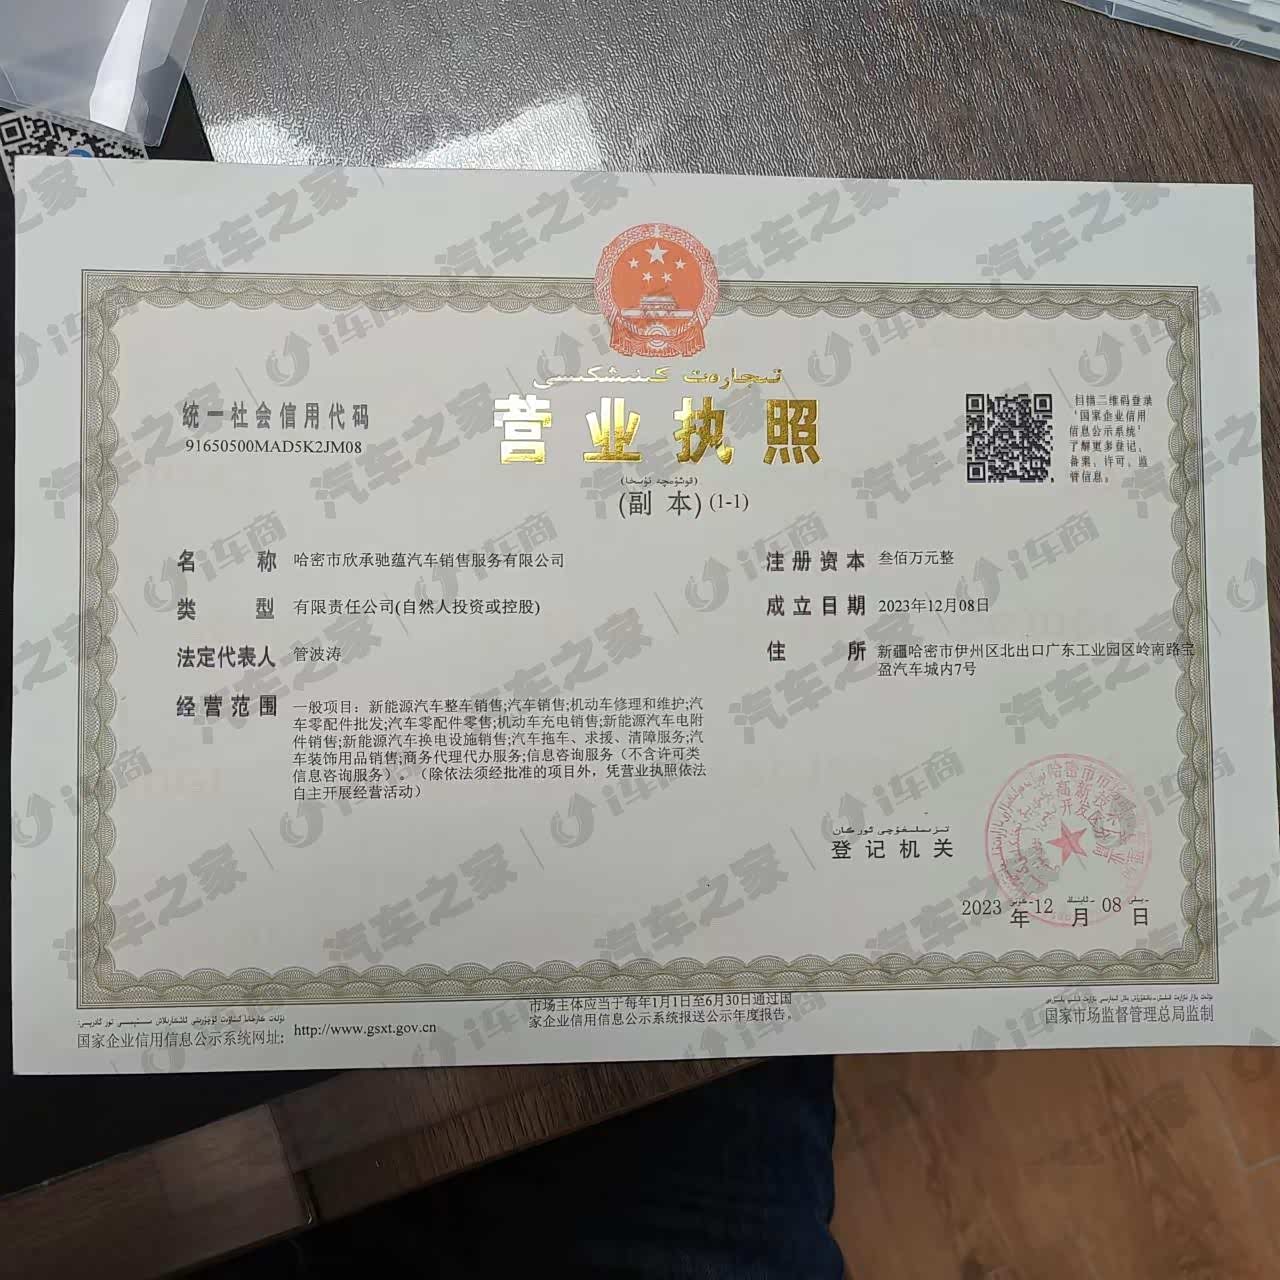 تىجارەت كىنىشكىسى
营业执照
(قوشۇمچە نۇسخا)
(副 本) (1-1)
统一社会信用代码
91650500MAD5K2JM08
扫描二维码登录
'国家企业信用
信息公示系统'
了解更多登记、
备案、许可、监
管信息。
名 称 哈密市欣承驰蕴汽车销售服务有限公司
类 型 有限责任公司(自然人投资或控股)
法定代表人 管波涛
经营范围 一般项目：新能源汽车整车销售;汽车销售;机动车修理和维护;汽
车零配件批发;汽车零配件零售;机动车充电销售;新能源汽车电附
件销售;新能源汽车换电设施销售;汽车拖车、求援、清障服务;汽
车装饰用品销售;商务代理代办服务;信息咨询服务（不含许可类
信息咨询服务）。（除依法须经批准的项目外，凭营业执照依法
自主开展经营活动）
注册资本 叁佰万元整
成立日期 2023年12月08日
住 所 新疆哈密市伊州区北出口广东工业园区岭南路宝
盈汽车城内7号
تىزىملىغۇچى ئورگان
登记机关
2023 年 12 月 08 日
国家企业信用信息公示系统网址: http://www.gsxt.gov.cn
市场主体应当于每年1月1日至6月30日通过国
家企业信用信息公示系统报送公示年度报告。
国家市场监督管理总局监制
汽车之家
i车商